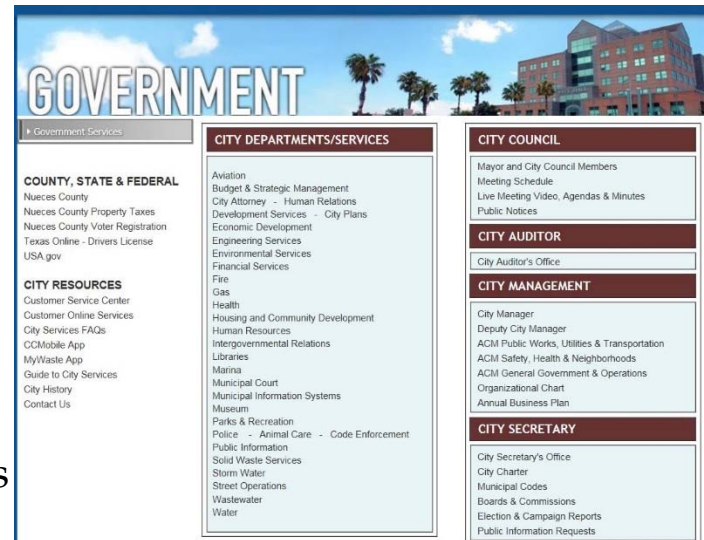 GOVERNMENT
Government Services
COUNTY, STATE & FEDERAL
Nueces County
Nueces County Property Taxes
Nueces County Voter Registration
Texas Online - Drivers License
USA.gov
CITY RESOURCES
Customer Service Center
Customer Online Services
City Services FAQs
CCMobile App
MyWaste App
Guide to City Services
City History
Contact Us
s
CITY DEPARTMENTS/SERVICES
Aviation
Budget & Strategic Management
City Attorney - Human Relations
Development Services - City Plans
Economic Development
Engineering Services
Environmental Services
Financial Services
Fire
Gas
Health
Housing and Community Development
Human Resources
Intergovernmental Relations
Libraries
Marina
Municipal Court
Municipal Information Systems
Museum
Parks & Recreation
Police - Animal Care - Code Enforcement
Public Information
Solid Waste Services
Storm Water
Street Operations
Wastewater
Water
CITY COUNCIL
Mayor and City Council Members
Meeting Schedule
Live Meeting Video, Agendas & Minutes
Public Notices
CITY AUDITOR
City Auditor's Office
CITY MANAGEMENT
City Manager
Deputy City Manager
ACM Public Works, Utilities & Transportation
ACM Safety, Health & Neighborhoods
ACM General Government & Operations
Organizational Chart
Annual Business Plan
CITY SECRETARY
City Secretary's Office
City Charter
Municipal Codes
Boards & Commissions
Election & Campaign Reports
Public Information Requests